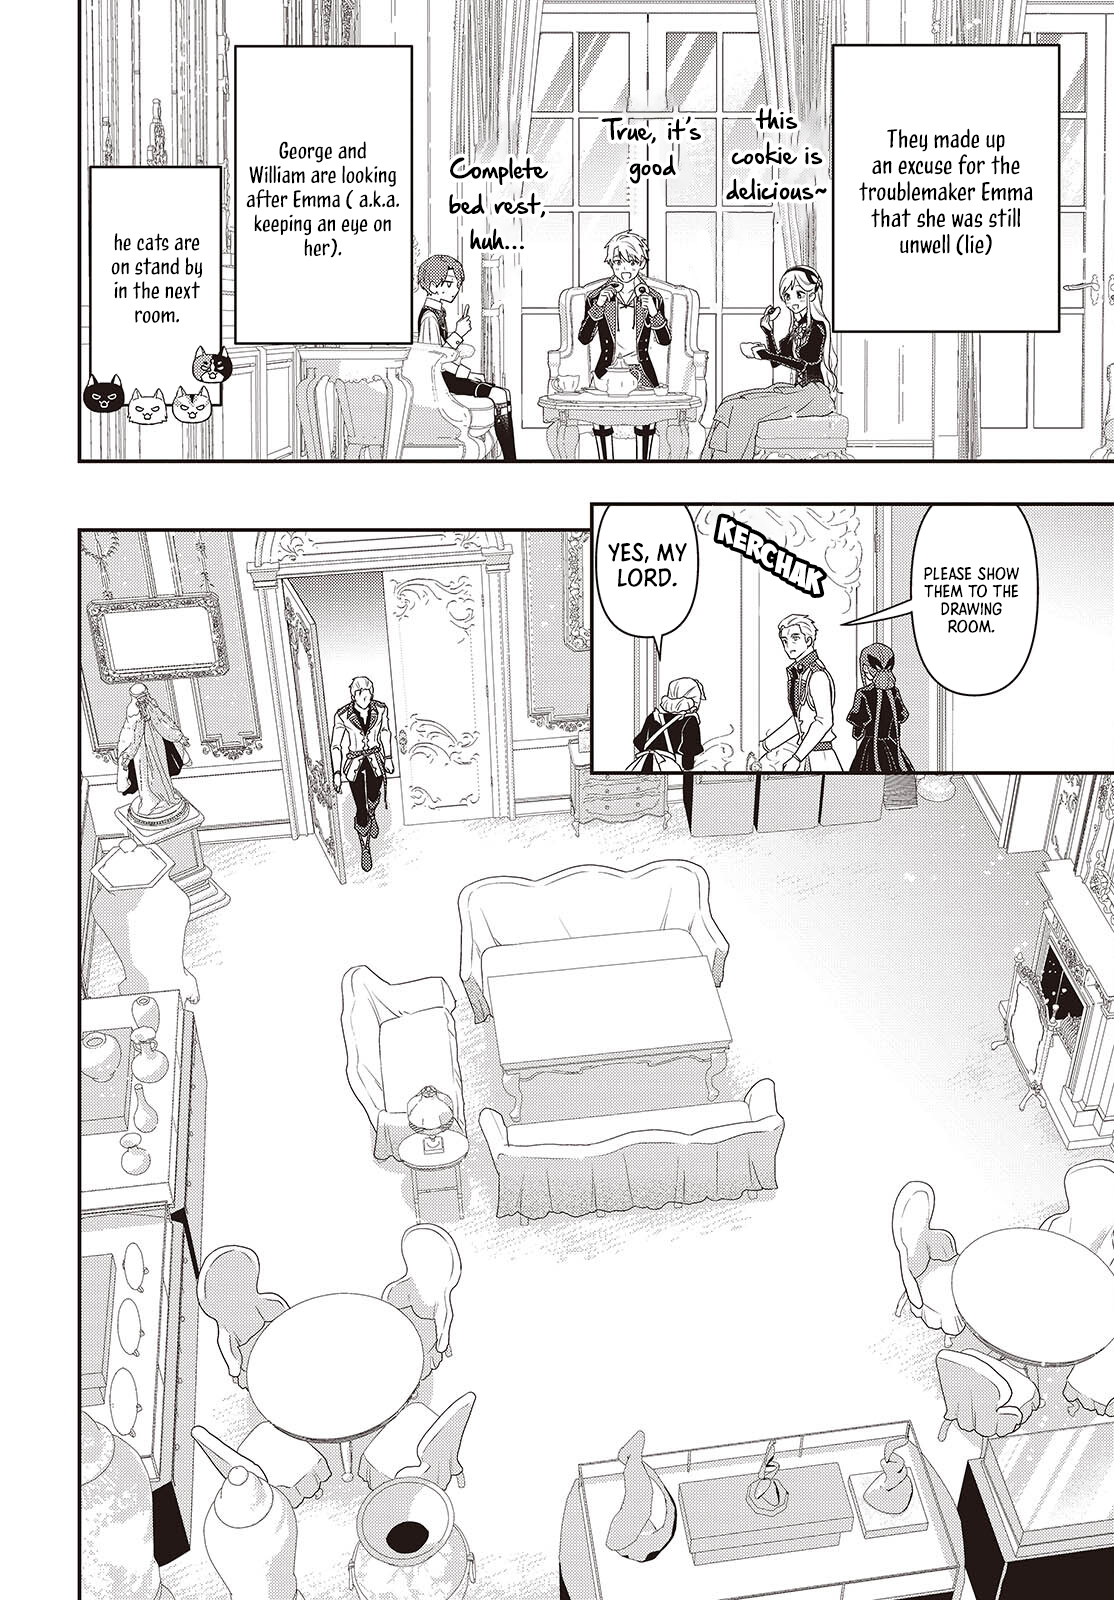 They made up
an excuse for the
troublemaker Emma
that she was still
unwell (lie)
this
cookie is
delicious~
True, it's
good
Complete
bed rest,
huh...
George and
William are looking
after Emma ( a.k.a.
keeping an eye on
her).
he cats are
on stand by
in the next
room.
PLEASE SHOW
THEM TO THE
DRAWING
ROOM.
KERCHAK
YES, MY
LORD.